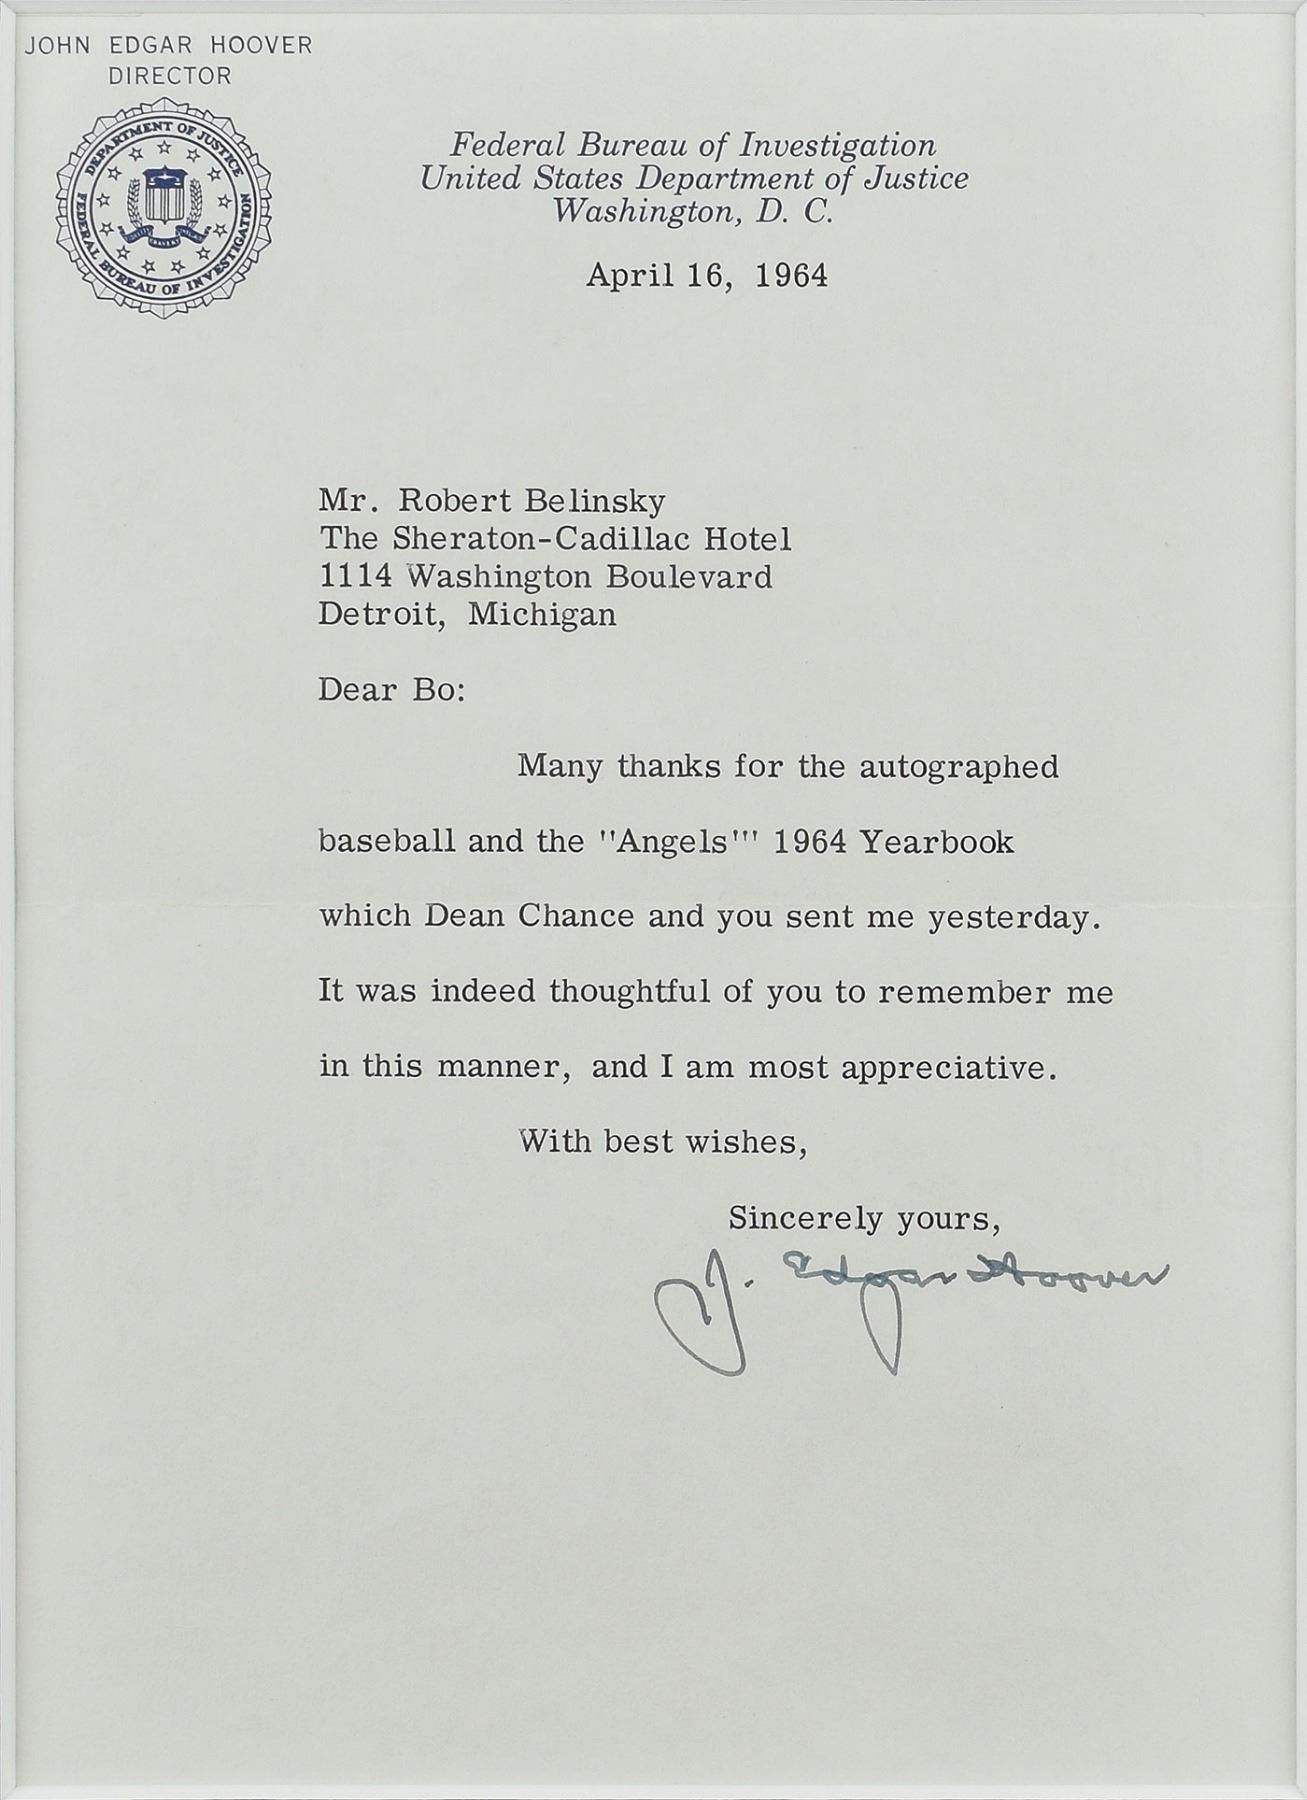 JOHN EDGAR HOOVER
DIRECTOR
DEPARTMENT OF JUSTICE
FEDERAL BUREAU OF INVESTIGATION
Federal Bureau of Investigation
United States Department of Justice
Washington, D. C.
April 16, 1964
Mr. Robert Belinsky
The Sheraton-Cadillac Hotel
1114 Washington Boulevard
Detroit, Michigan
Dear Bo:
Many thanks for the autographed
baseball and the "Angels'" 1964 Yearbook
which Dean Chance and you sent me yesterday.
It was indeed thoughtful of you to remember me
in this manner, and I am most appreciative.
With best wishes,
Sincerely yours,
J. Edgar Hoover